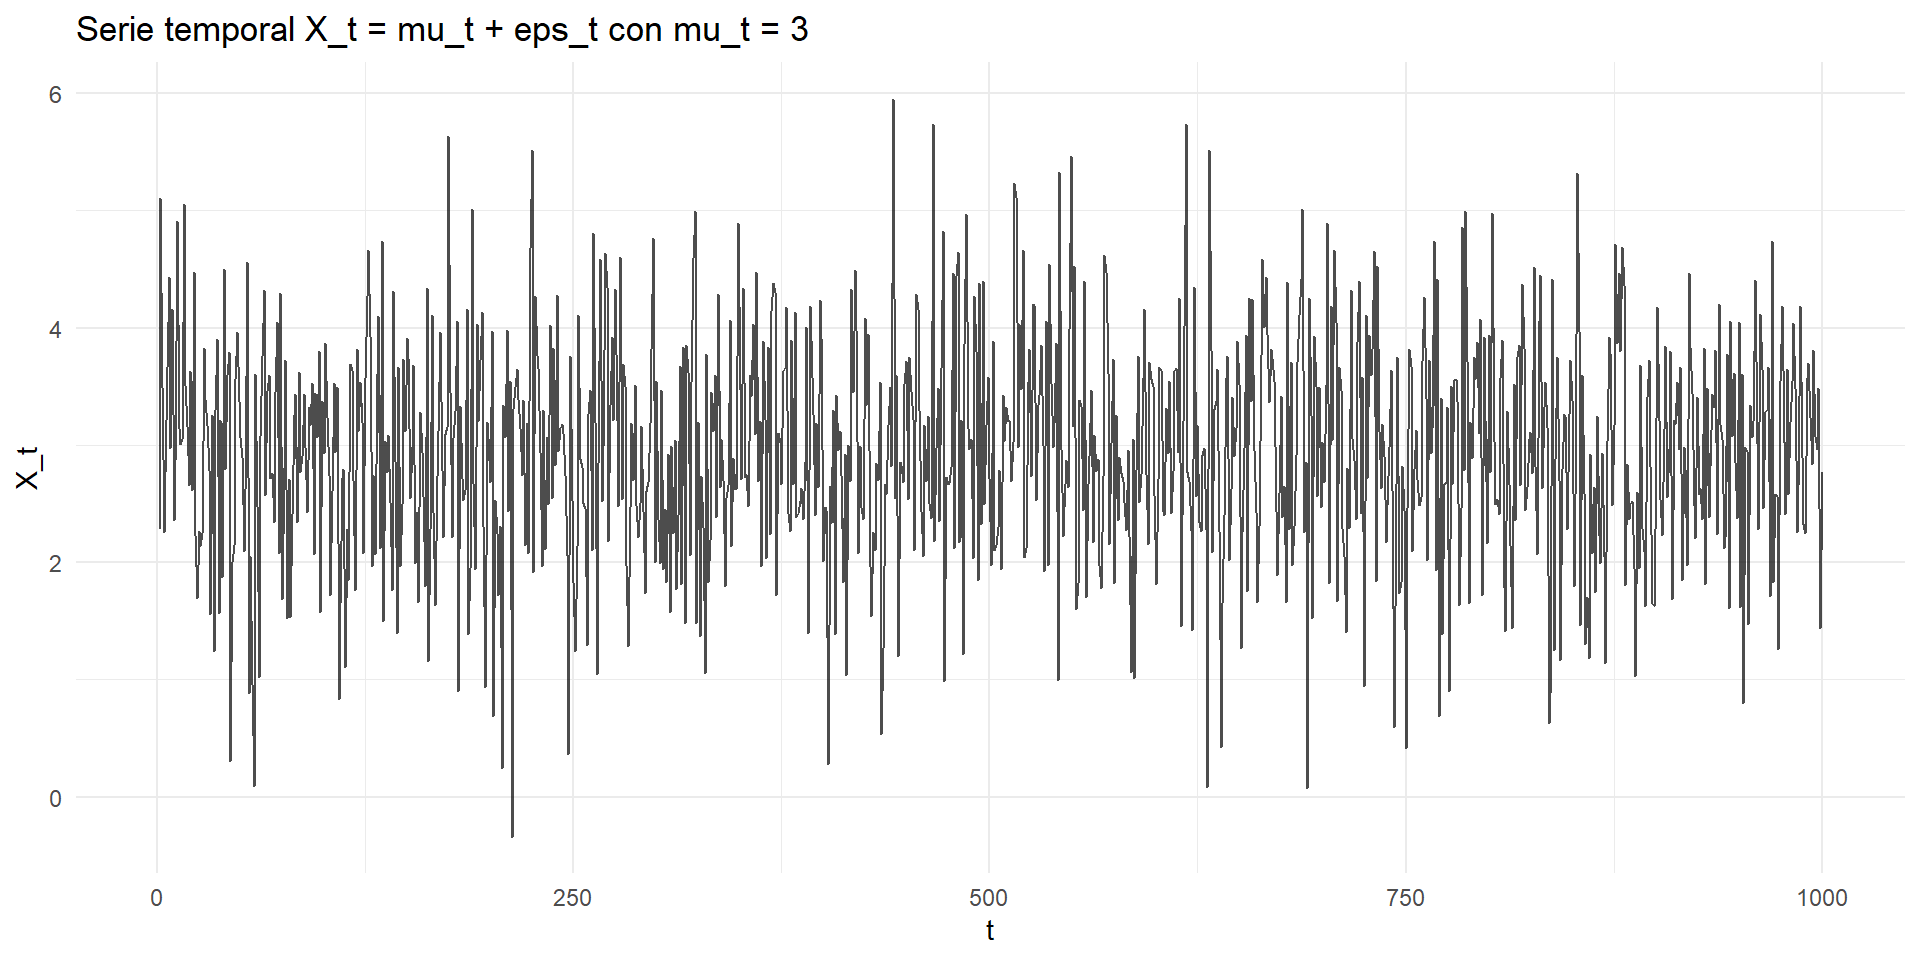 Serie temporal X_t = mu_t + eps_t con mu_t = 3
6
4
2
0
X_t
0 250 500 750 1000
t